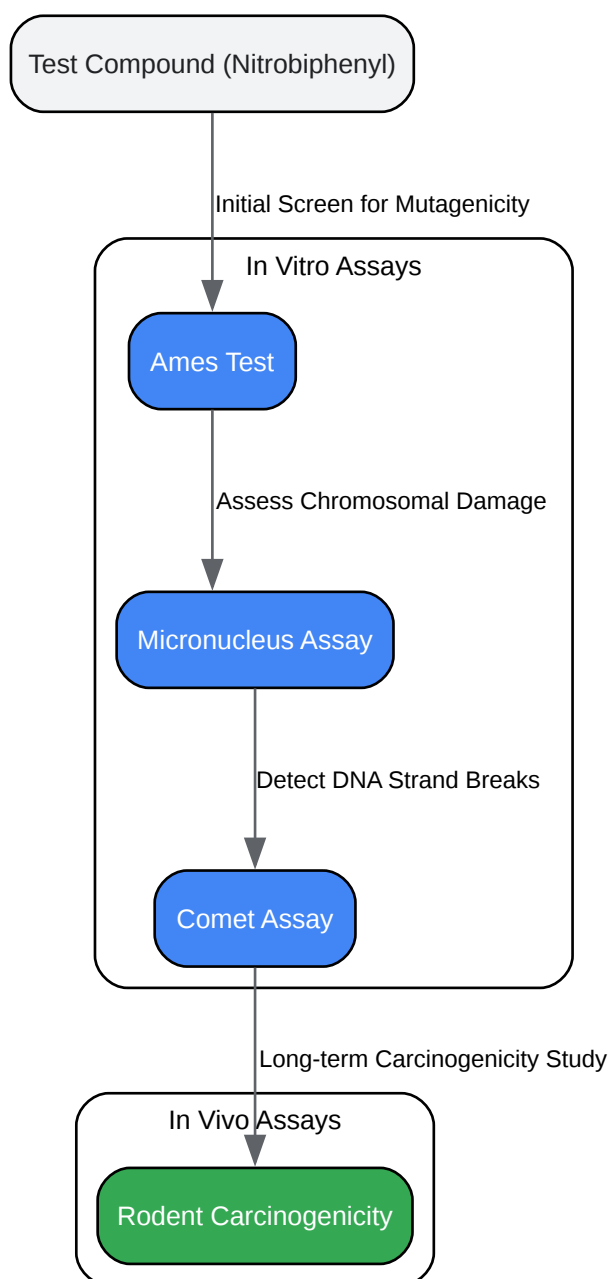 Test Compound (Nitrobiphenyl)
Initial Screen for Mutagenicity
In Vitro Assays
Ames Test
Assess Chromosomal Damage
Micronucleus Assay
Detect DNA Strand Breaks
Comet Assay
Long-term Carcinogenicity Study
In Vivo Assays
Rodent Carcinogenicity